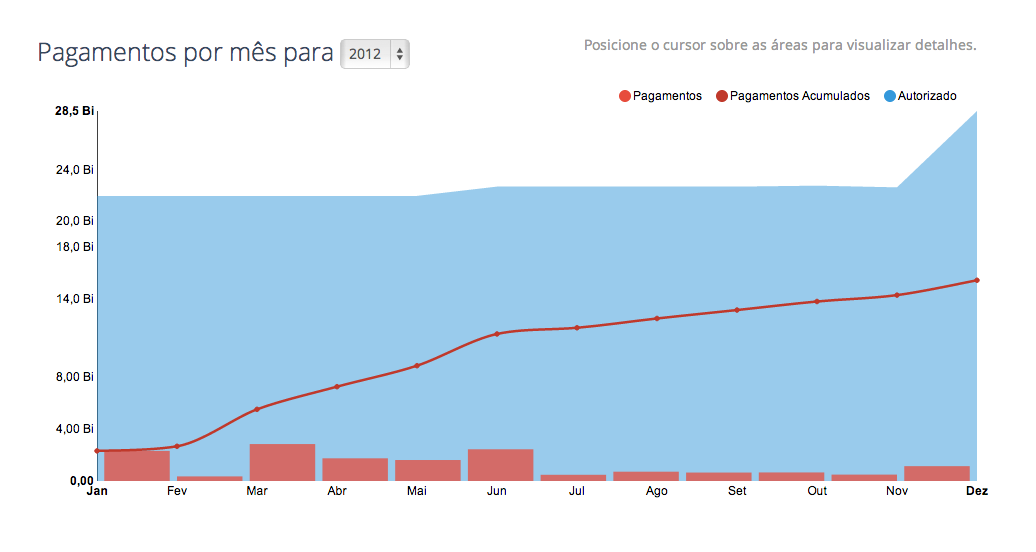 Pagamentos por mês para 2012
Posicione o cursor sobre as áreas para visualizar detalhes.
Pagamentos Pagamentos Acumulados Autorizado
28,5 Bi
24,0 Bi
20,0 Bi
18,0 Bi
14,0 Bi
8,00 Bi
4,00 Bi
0,00
Jan Fev Mar Abr Mai Jun Jul Ago Set Out Nov Dez